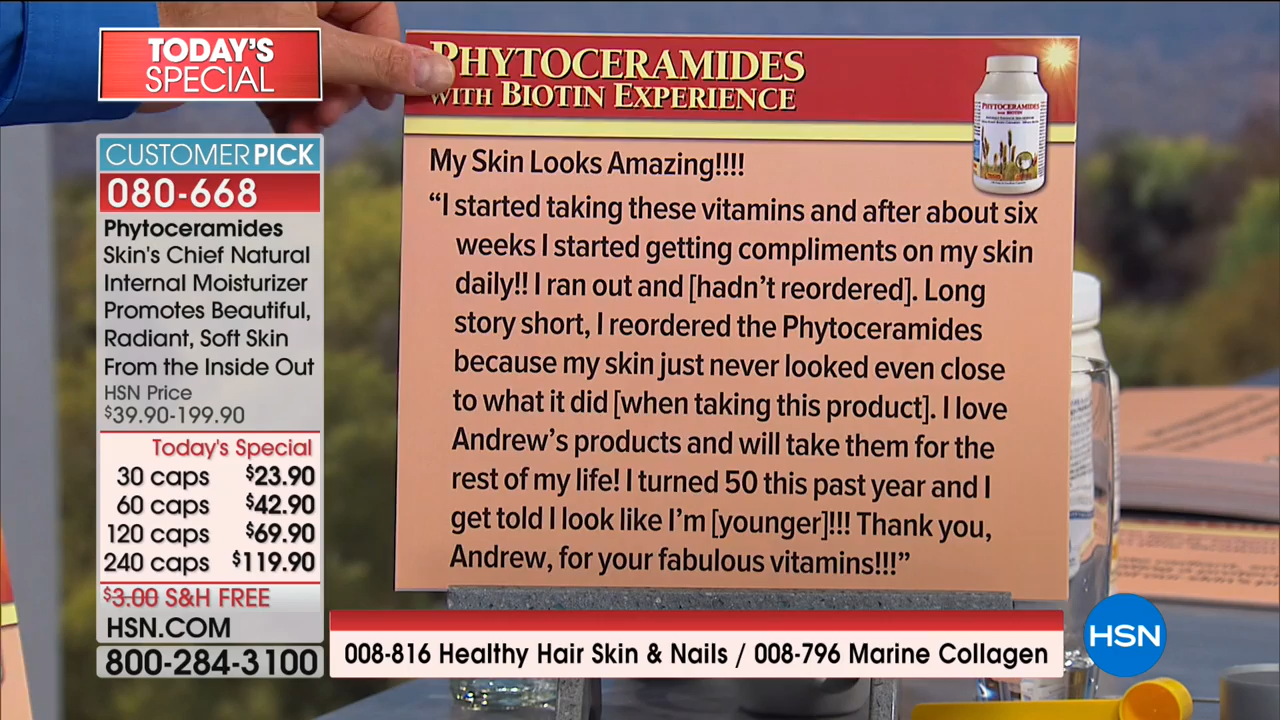 TODAY'S
SPECIAL
CUSTOMER PICK
080-668
Phytoceramides
Skin's Chief Natural
Internal Moisturizer
Promotes Beautiful,
Radiant, Soft Skin
From the Inside Out
HSN Price
$39.90-199.90
Today's Special
30 caps $23.90
60 caps $42.90
120 caps $69.90
240 caps $119.90
$3.00 S&H FREE
HSN.COM
800-284-3100
PHYTOCERAMIDES
WITH BIOTIN EXPERIENCE
PHYTOCERAMIDES
WITH BIOTIN
My Skin Looks Amazing!!!!
“I started taking these vitamins and after about six
weeks I started getting compliments on my skin
daily!! I ran out and [hadn’t reordered]. Long
story short, I reordered the Phytoceramides
because my skin just never looked even close
to what it did [when taking this product]. I love
Andrew’s products and will take them for the
rest of my life! I turned 50 this past year and I
get told I look like I’m [younger]!!! Thank you,
Andrew, for your fabulous vitamins!!!”
008-816 Healthy Hair Skin & Nails / 008-796 Marine Collagen
HSN